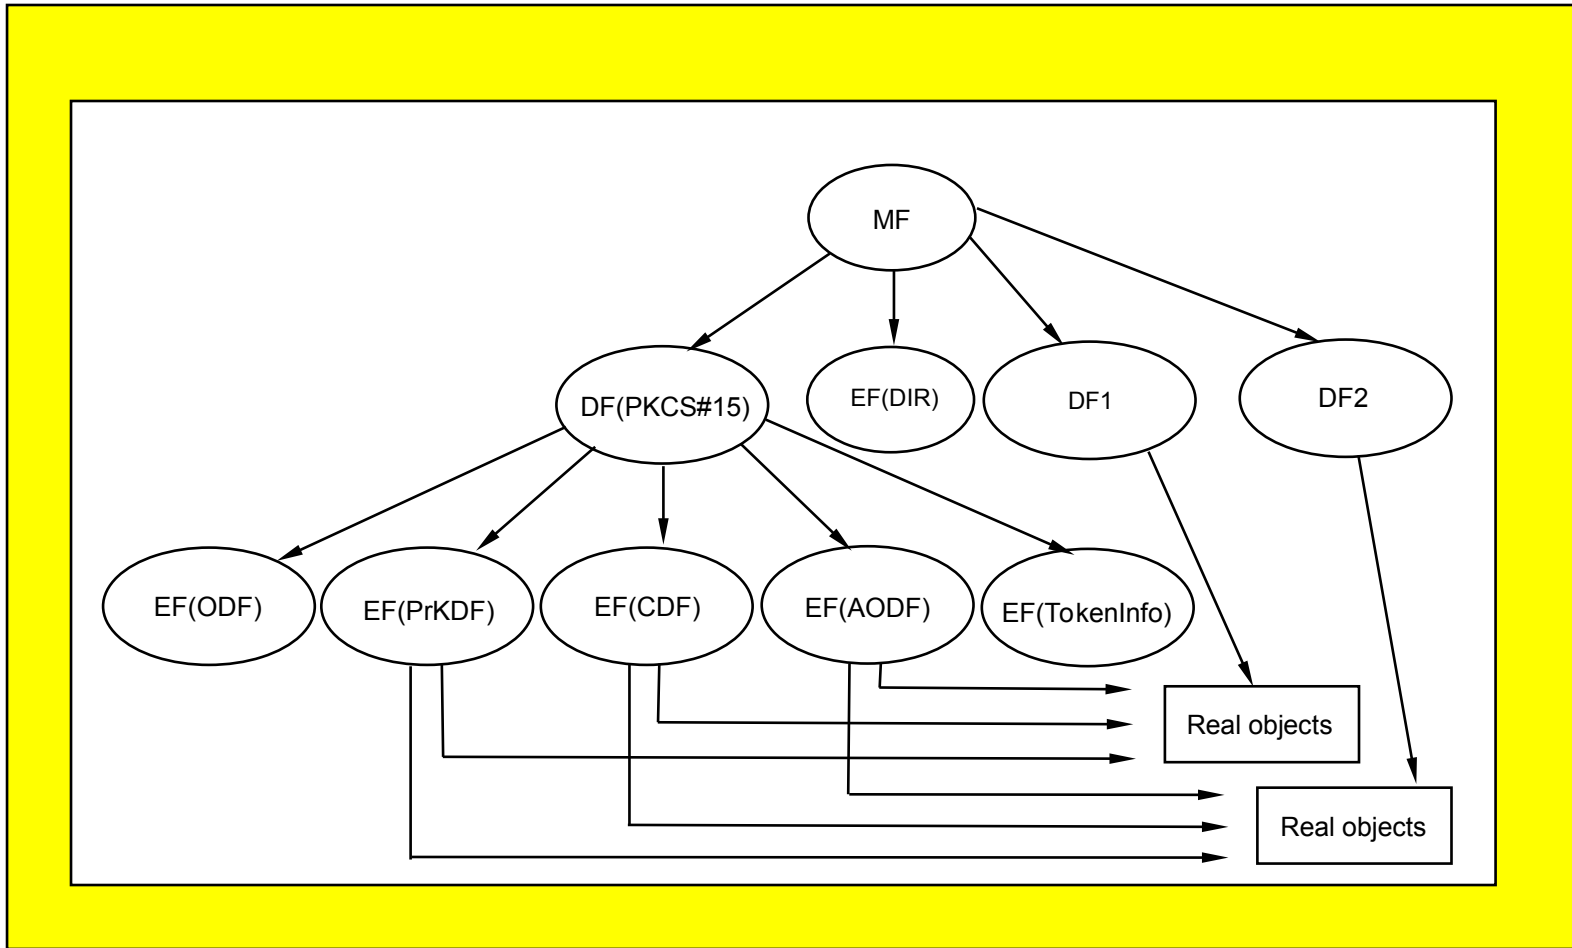 MF
DF(PKCS#15)
EF(DIR)
DF1
DF2
EF(ODF)
EF(PrKDF)
EF(CDF)
EF(AODF)
EF(TokenInfo)
Real objects
Real objects